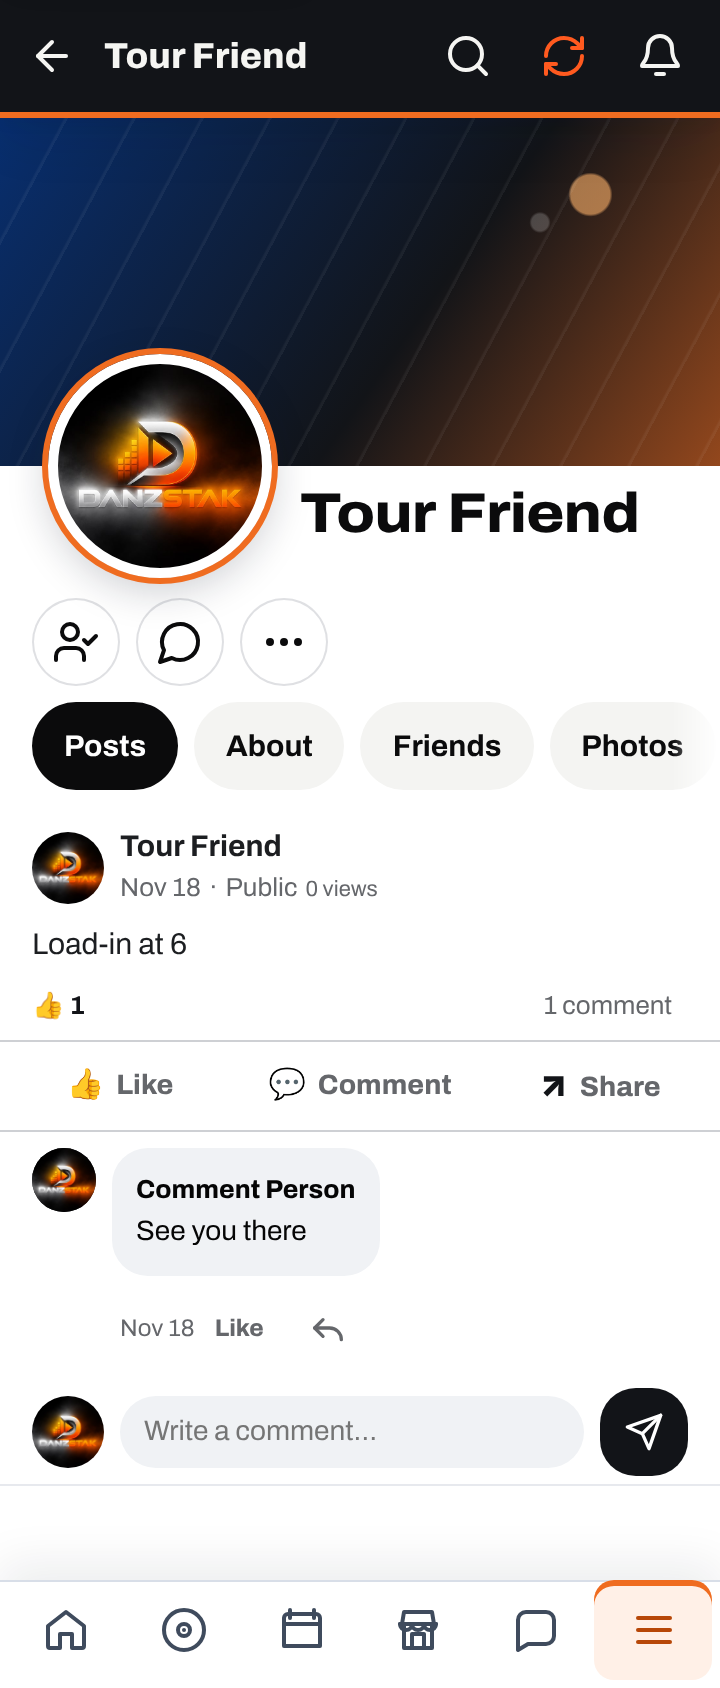 Tour Friend
DANZSTAK
Tour Friend
Posts About Friends Photos
Tour Friend
Nov 18 · Public 0 views
Load-in at 6
👍 1 1 comment
👍 Like 💬 Comment Share
DANZSTAK
Comment Person
See you there
Nov 18 Like
Write a comment...